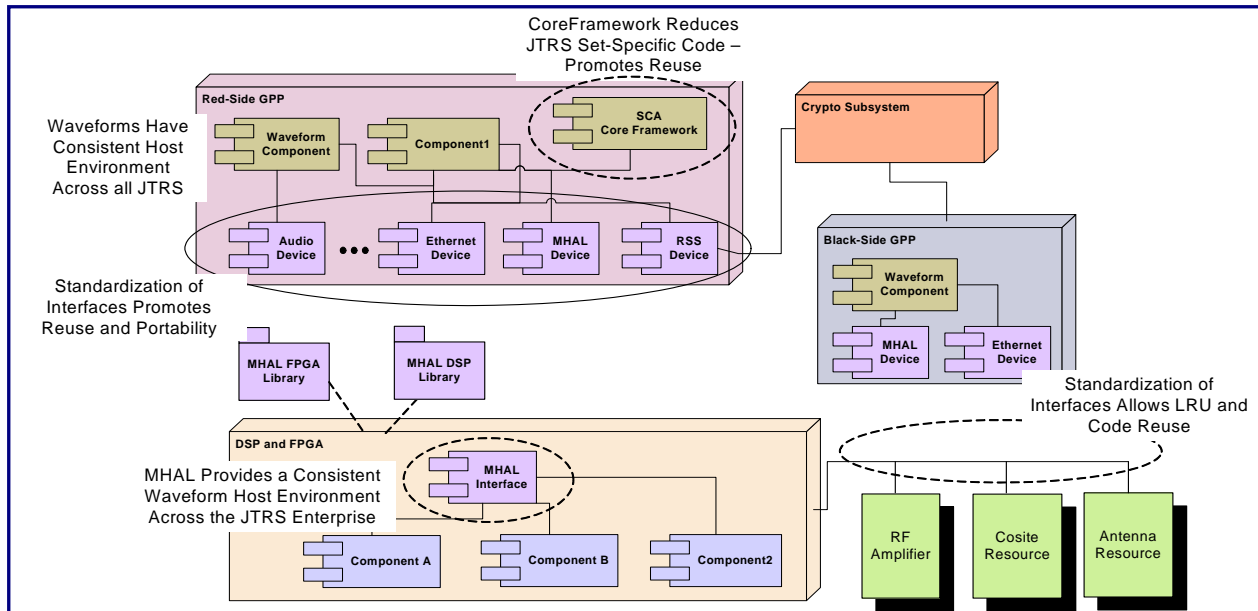 CoreFramework Reduces
JTRS Set-Specific Code –
Promotes Reuse
Red-Side GPP
Waveforms Have
Consistent Host
Environment
Across all JTRS
Waveform
Component
Component1
SCA
Core Framework
Crypto Subsystem
Audio
Device
Ethernet
Device
MHAL
Device
RSS
Device
Black-Side GPP
Waveform
Component
MHAL
Device
Ethernet
Device
Standardization of
Interfaces Promotes
Reuse and Portability
MHAL FPGA
Library
MHAL DSP
Library
Standardization of
Interfaces Allows LRU and
Code Reuse
DSP and FPGA
MHAL Provides a Consistent
Waveform Host Environment
Across the JTRS Enterprise
MHAL
Interface
Component A
Component B
Component2
RF
Amplifier
Cosite
Resource
Antenna
Resource